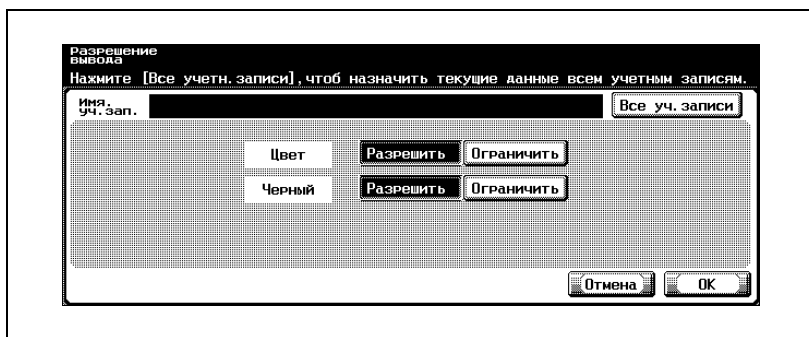 Разрешение
вывода
Нажмите [Все учетн.записи],чтоб назначить текущие данные всем учетным записям.
Имя.
уч.зап.
Все уч.записи
Цвет Разрешить Ограничить
Черный Разрешить Ограничить
Отмена OK